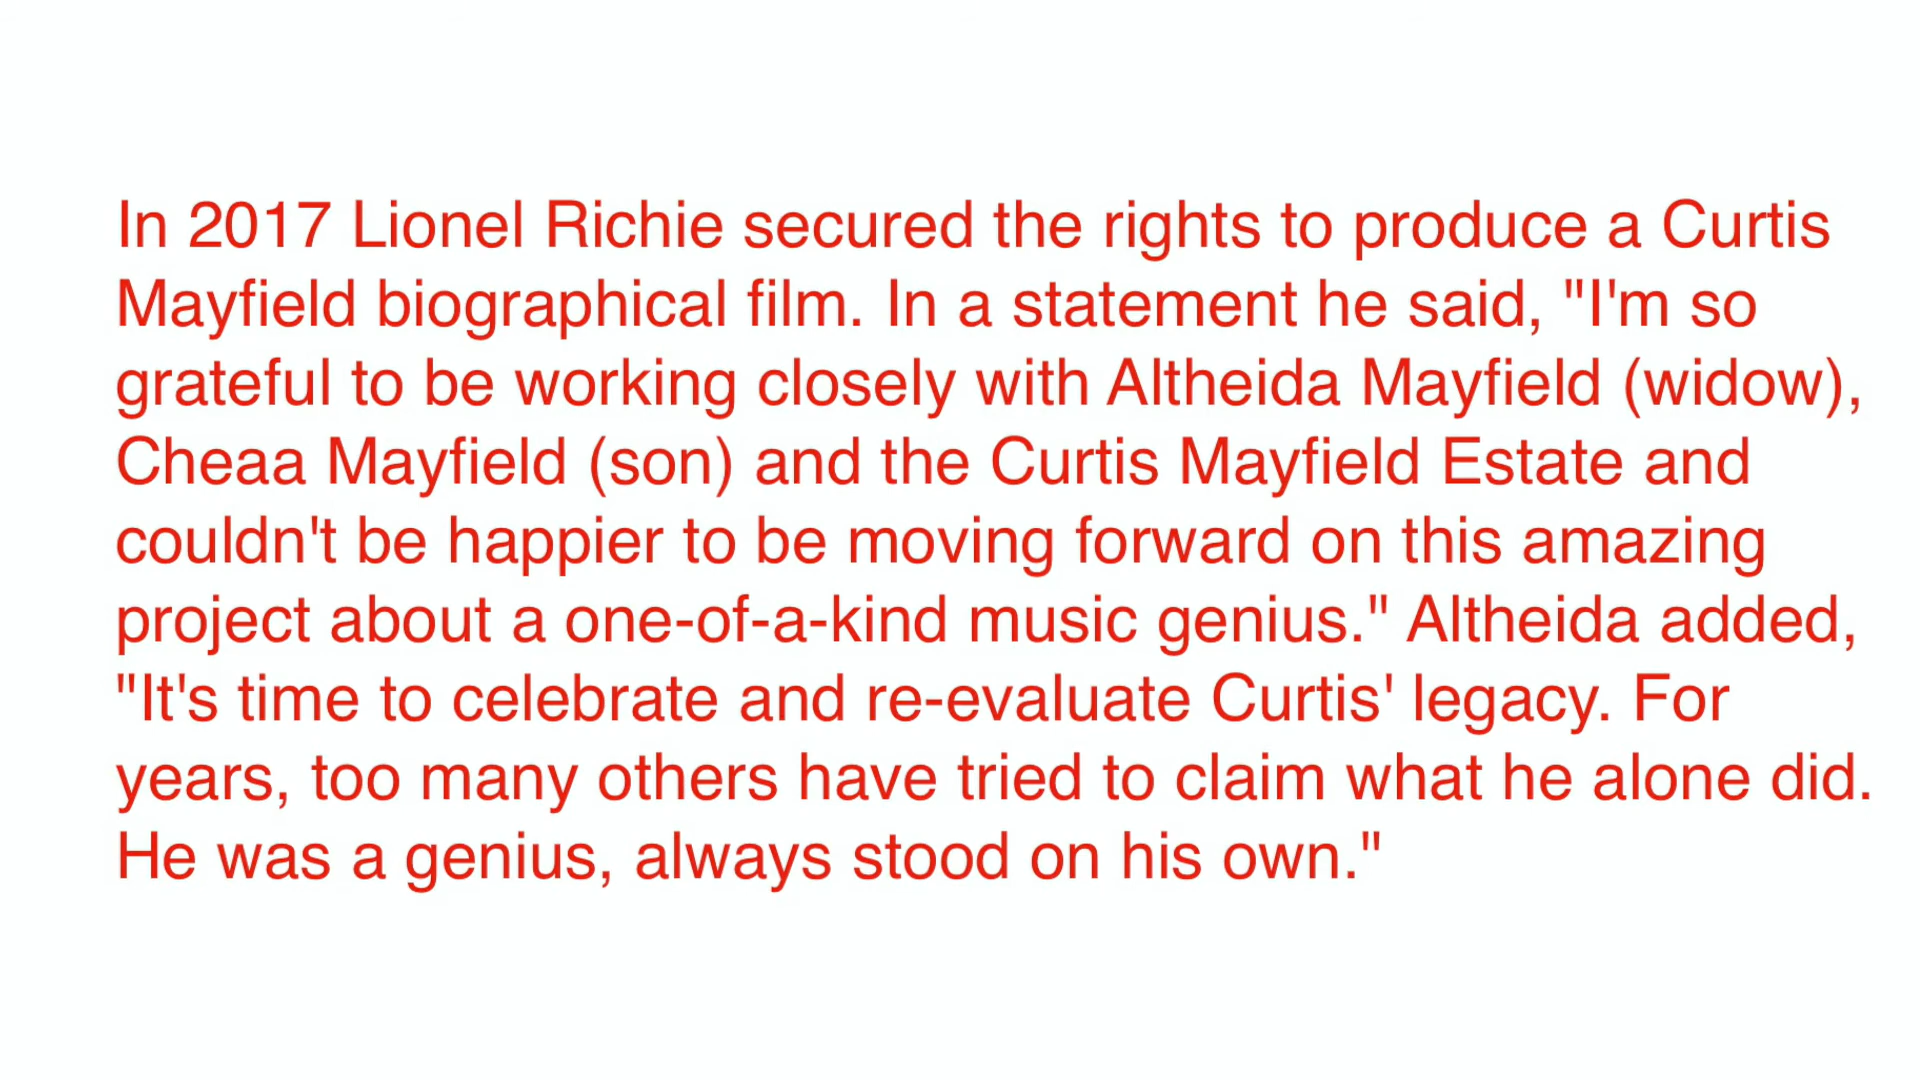 In 2017 Lionel Richie secured the rights to produce a Curtis
Mayfield biographical film. In a statement he said, "I'm so
grateful to be working closely with Altheida Mayfield (widow),
Cheaa Mayfield (son) and the Curtis Mayfield Estate and
couldn't be happier to be moving forward on this amazing
project about a one-of-a-kind music genius." Altheida added,
"It's time to celebrate and re-evaluate Curtis' legacy. For
years, too many others have tried to claim what he alone did.
He was a genius, always stood on his own."